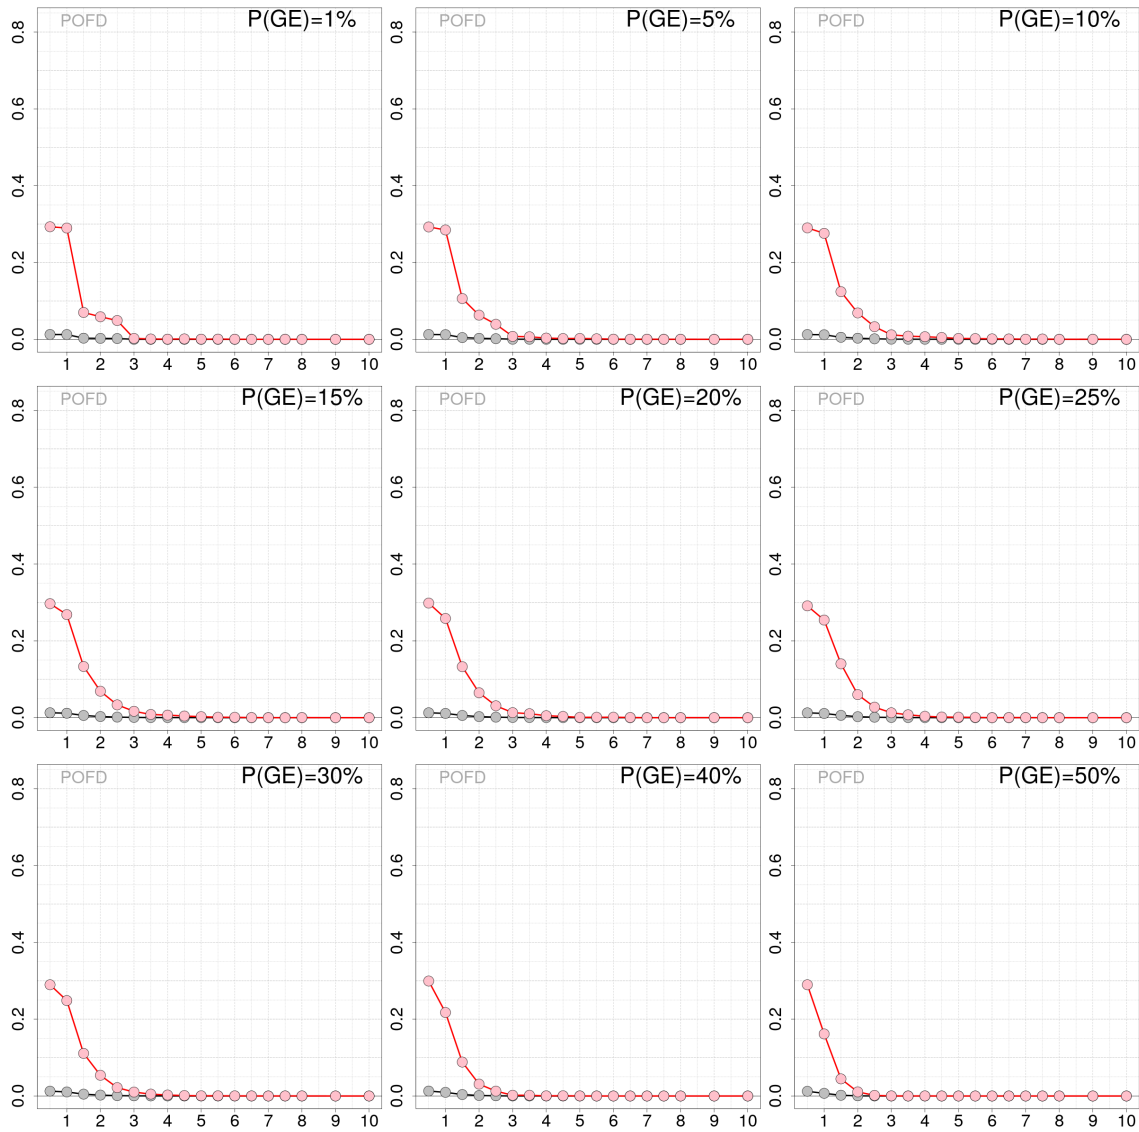 POFD P(GE)=1% POFD P(GE)=5% POFD P(GE)=10%
0.8 0.8 0.8
0.6 0.6 0.6
0.4 0.4 0.4
0.2 0.2 0.2
0.0 0.0 0.0
1 2 3 4 5 6 7 8 9 10 1 2 3 4 5 6 7 8 9 10 1 2 3 4 5 6 7 8 9 10
POFD P(GE)=15% POFD P(GE)=20% POFD P(GE)=25%
0.8 0.8 0.8
0.6 0.6 0.6
0.4 0.4 0.4
0.2 0.2 0.2
0.0 0.0 0.0
1 2 3 4 5 6 7 8 9 10 1 2 3 4 5 6 7 8 9 10 1 2 3 4 5 6 7 8 9 10
POFD P(GE)=30% POFD P(GE)=40% POFD P(GE)=50%
0.8 0.8 0.8
0.6 0.6 0.6
0.4 0.4 0.4
0.2 0.2 0.2
0.0 0.0 0.0
1 2 3 4 5 6 7 8 9 10 1 2 3 4 5 6 7 8 9 10 1 2 3 4 5 6 7 8 9 10